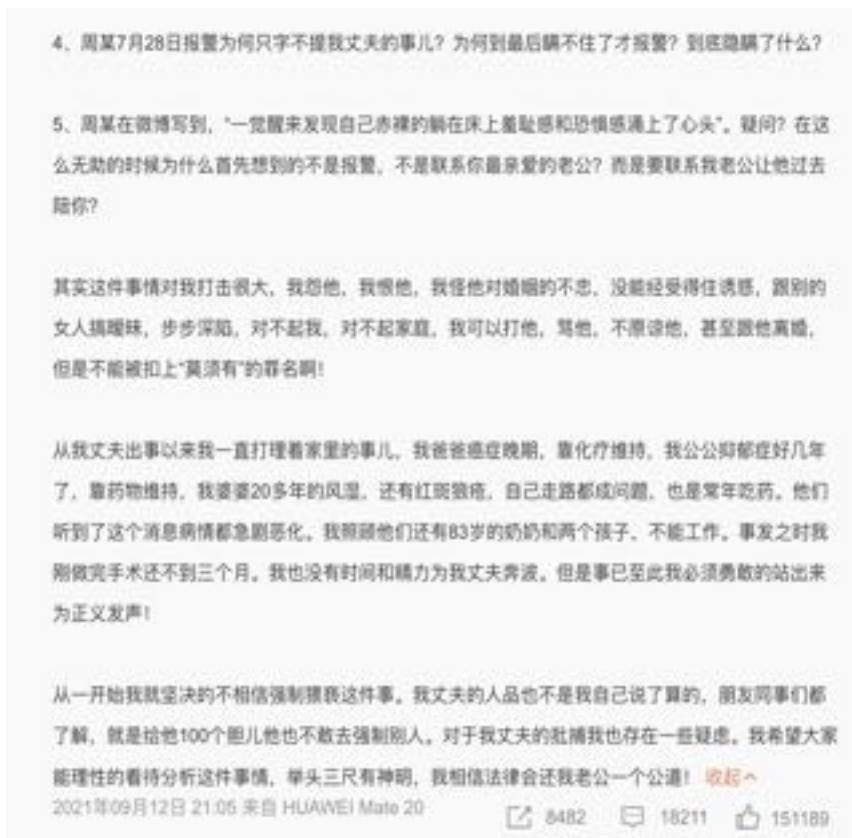 4、周某7月28日报警为何只字不提我丈夫的事儿？为何到最后瞒不住了才报警？到底隐瞒了什么？
5、周某在微博写到，“一觉醒来发现自己赤裸的躺在床上羞耻感和恐惧感涌上了心头”。疑问？在这
么无助的时候为什么首先想到的不是报警，不是联系你最亲爱的老公？而是要联系我老公让他过去
陪你？
其实这件事情对我打击很大，我怨他，我恨他，我怪他对婚姻的不忠，没能经受得住诱惑，跟别的
女人搞暧昧，步步深陷，对不起我，对不起家庭，我可以打他，骂他，不原谅他，甚至跟他离婚，
但是不能被扣上“莫须有”的罪名啊！
从我丈夫出事以来我一直打理着家里的事儿，我爸爸癌症晚期，靠化疗维持，我公公抑郁症好几年
了，靠药物维持，我婆婆20多年的风湿，还有红斑狼疮，自己走路都成问题，也是常年吃药。他们
听到了这个消息病情都急剧恶化。我照顾他们还有83岁的奶奶和两个孩子，不能工作。事发之时我
刚做完手术还不到三个月。我也没有时间和精力为我丈夫奔波。但是事已至此我必须勇敢的站出来
为正义发声！
从一开始我就坚决的不相信强制猥亵这件事。我丈夫的人品也不是我自己说了算的，朋友同事们都
了解，就是给他100个胆儿他也不敢去强制别人。对于我丈夫的批捕我也存在一些疑虑。我希望大家
能理性的看待分析这件事情，举头三尺有神明，我相信法律会还我老公一个公道！ 收起
2021年09月12日 21:05 来自 HUAWEI Mate 20
8482 18211 151189